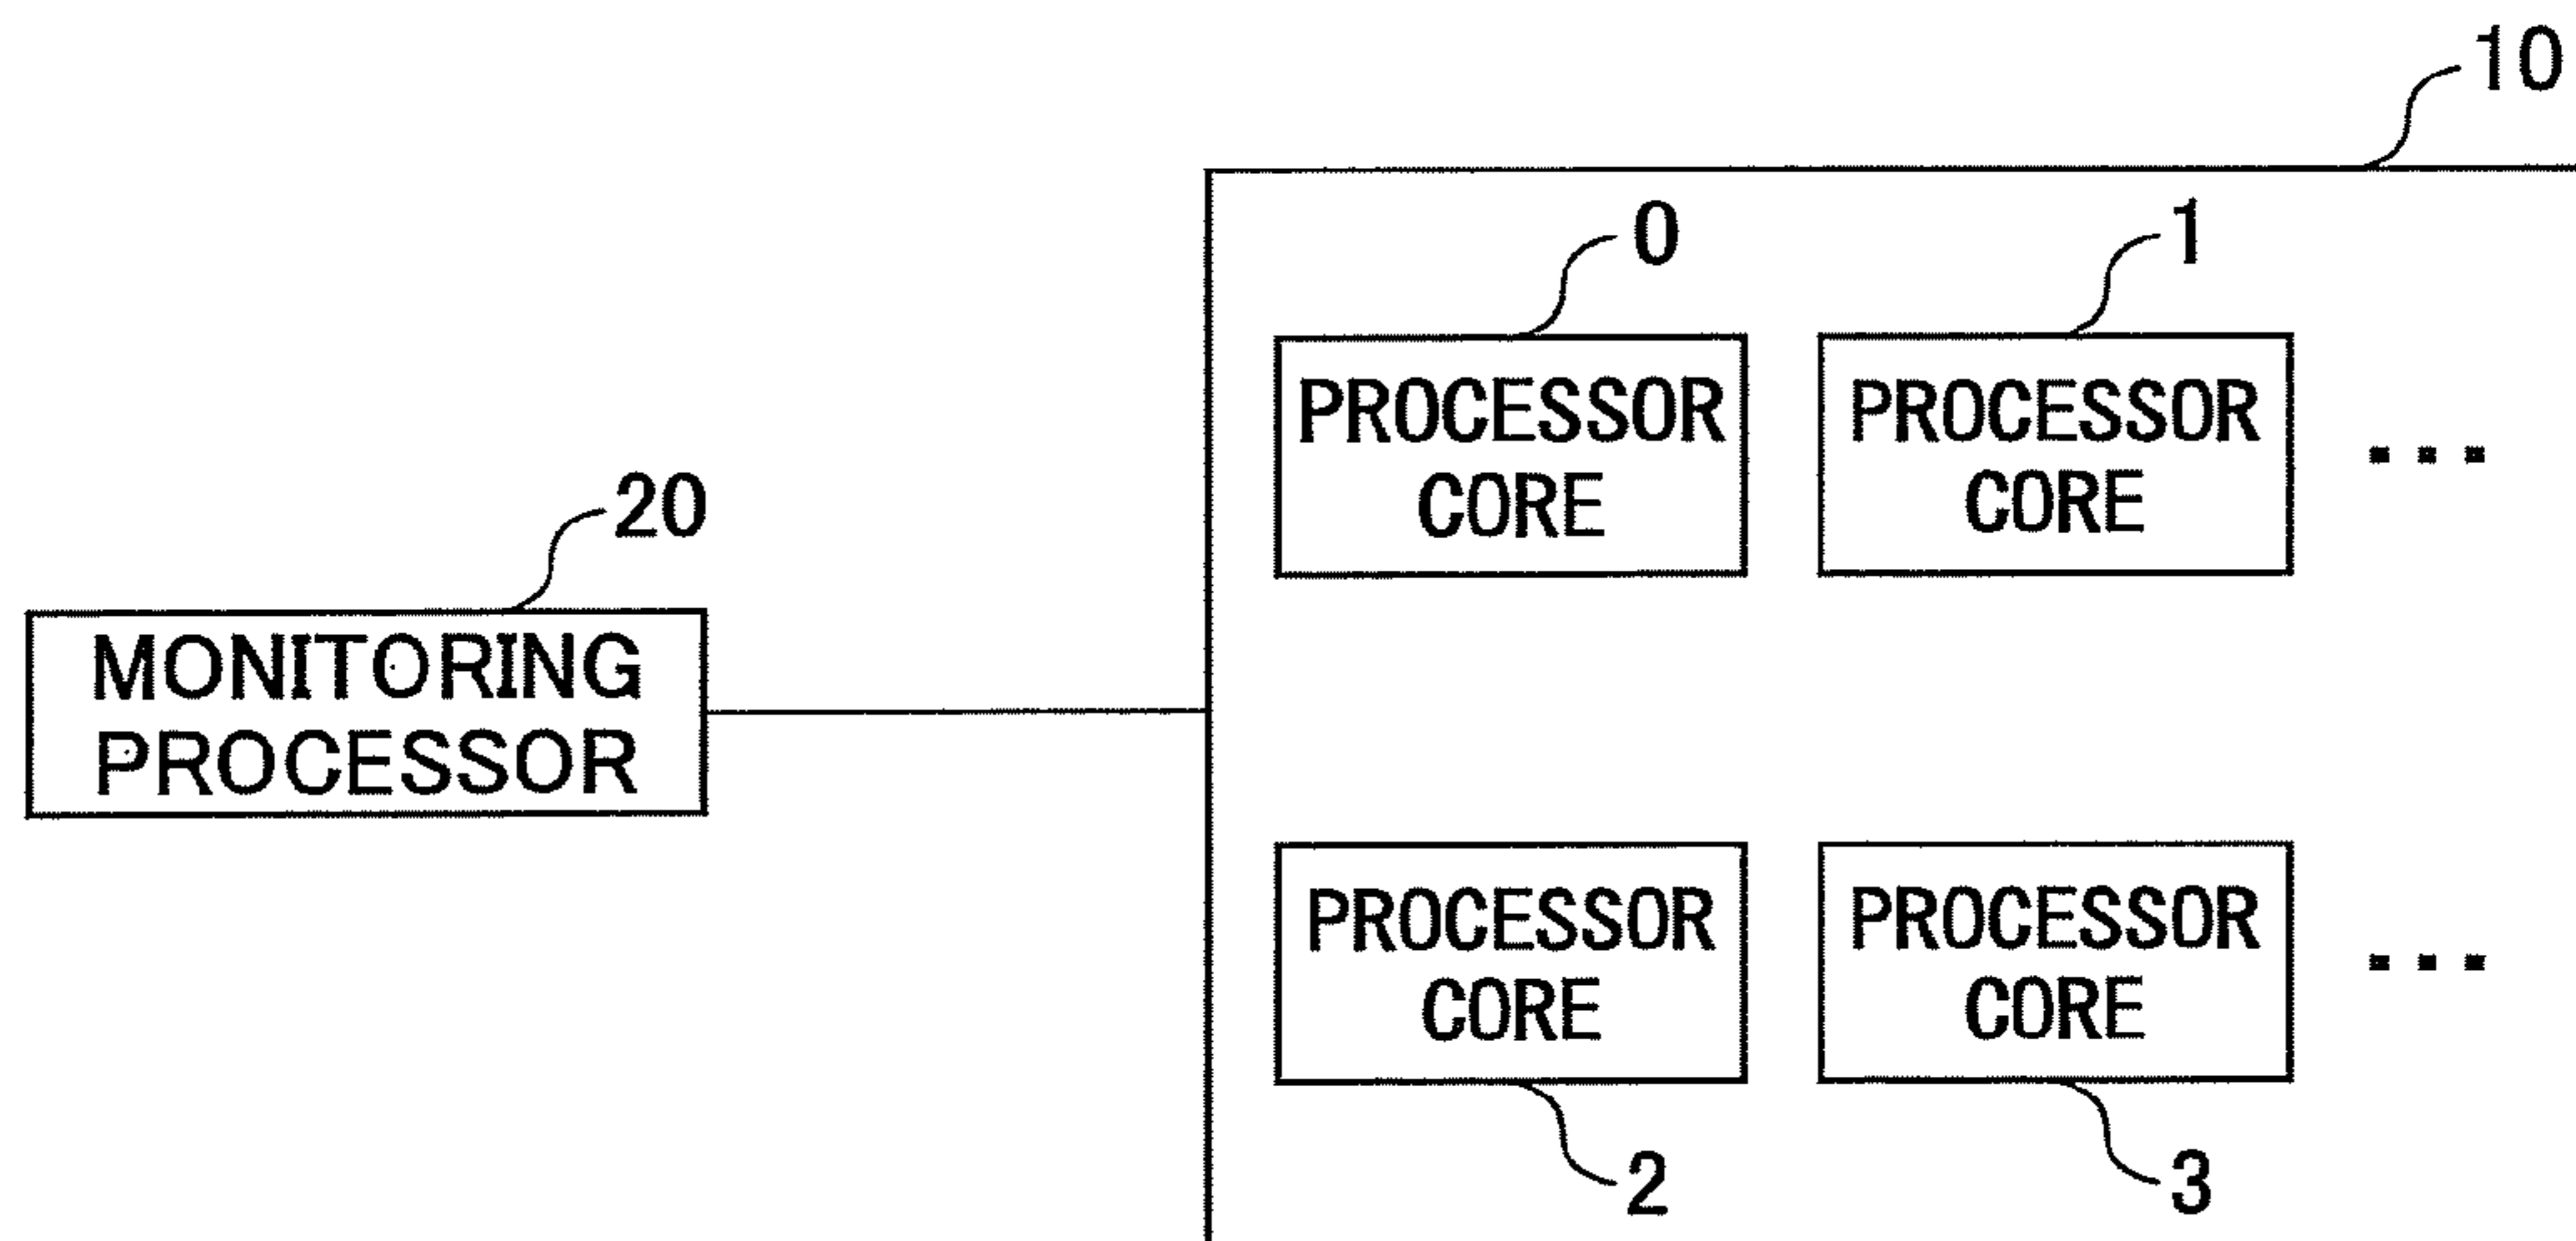 10
0
1
PROCESSOR
CORE
PROCESSOR
CORE
...
20
MONITORING
PROCESSOR
PROCESSOR
CORE
PROCESSOR
CORE
...
2
3